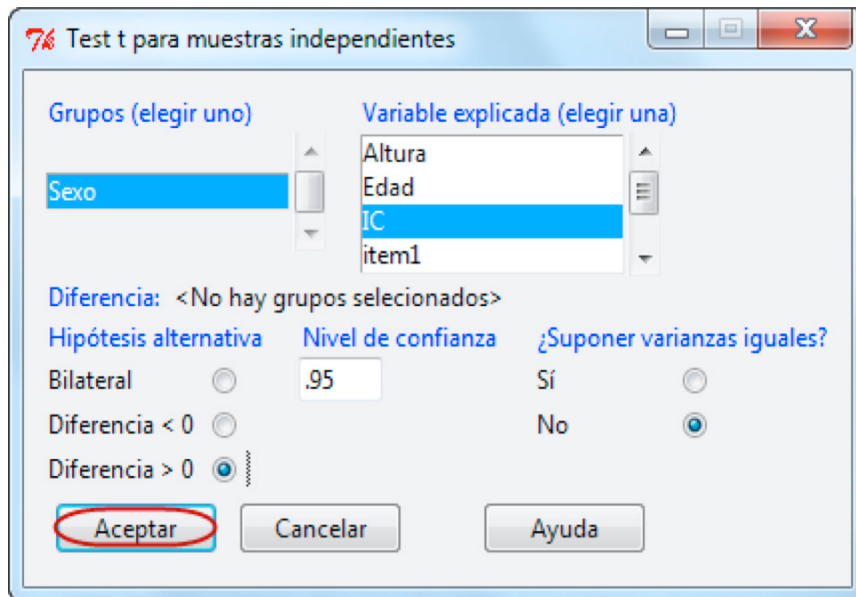 Test t para muestras independientes
Grupos (elegir uno)
Variable explicada (elegir una)
Sexo
Altura
Edad
IC
item1
Diferencia: <No hay grupos selecionados>
Hipótesis alternativa
Nivel de confianza
¿Suponer varianzas iguales?
Bilateral
.95
Sí
Diferencia < 0
No
Diferencia > 0
Aceptar
Cancelar
Ayuda